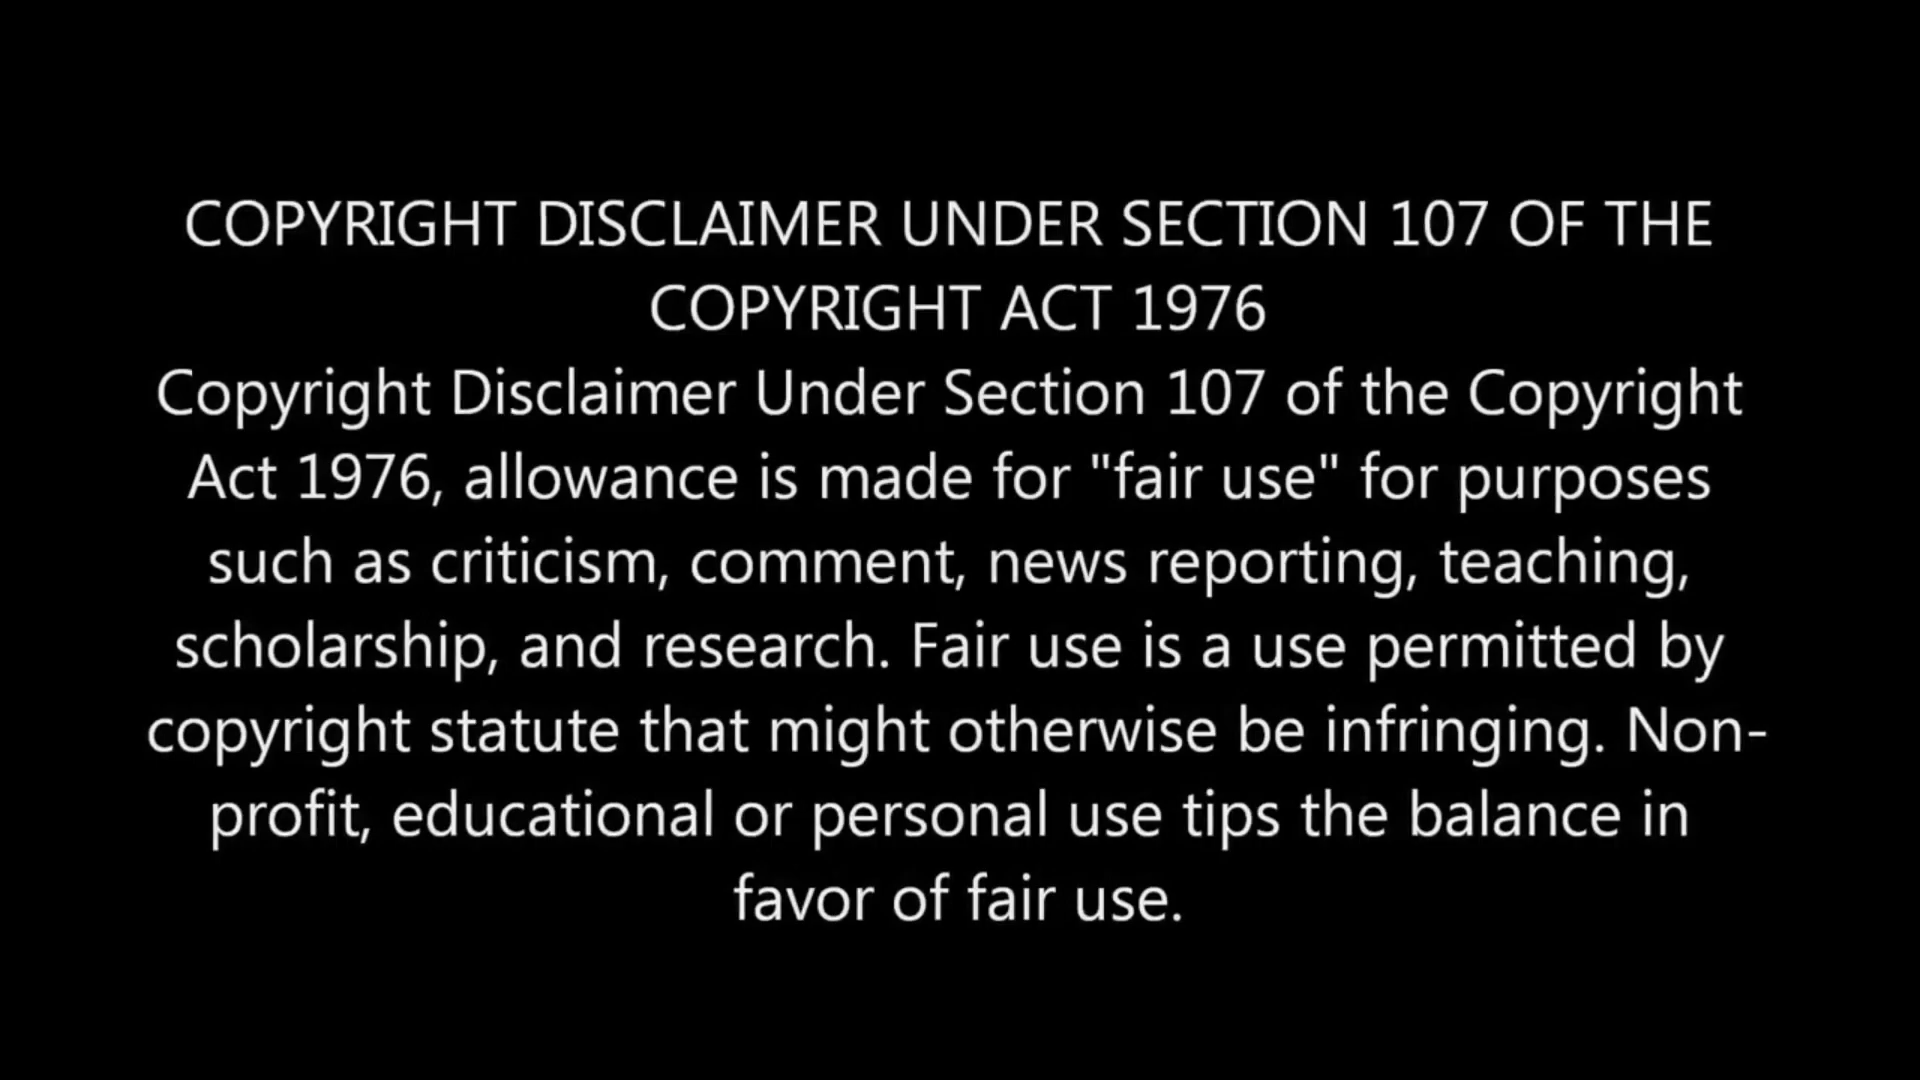 COPYRIGHT DISCLAIMER UNDER SECTION 107 OF THE
COPYRIGHT ACT 1976
Copyright Disclaimer Under Section 107 of the Copyright
Act 1976, allowance is made for "fair use" for purposes
such as criticism, comment, news reporting, teaching,
scholarship, and research. Fair use is a use permitted by
copyright statute that might otherwise be infringing. Non-
profit, educational or personal use tips the balance in
favor of fair use.